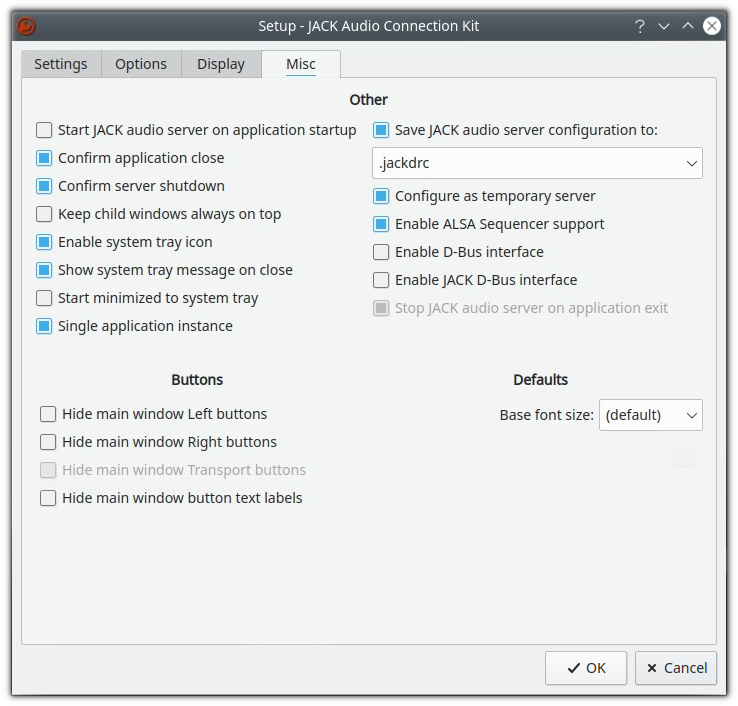 Setup - JACK Audio Connection Kit
Settings
Options
Display
Misc
Other
Start JACK audio server on application startup
Confirm application close
Confirm server shutdown
Keep child windows always on top
Enable system tray icon
Show system tray message on close
Start minimized to system tray
Single application instance
Save JACK audio server configuration to:
.jackdrc
Configure as temporary server
Enable ALSA Sequencer support
Enable D-Bus interface
Enable JACK D-Bus interface
Stop JACK audio server on application exit
Buttons
Hide main window Left buttons
Hide main window Right buttons
Hide main window Transport buttons
Hide main window button text labels
Defaults
Base font size: (default)
OK
Cancel